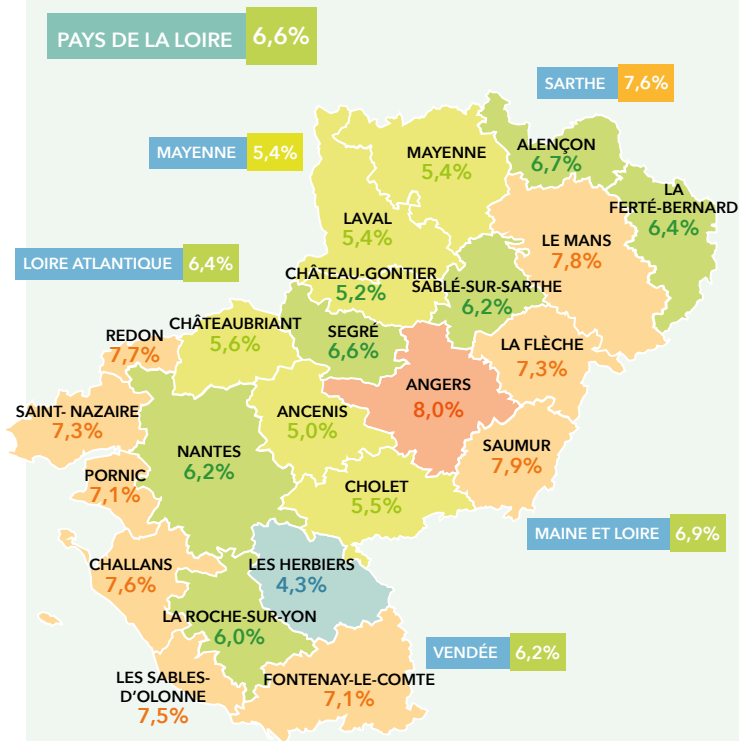 PAYS DE LA LOIRE 6,6%
SARTHE 7,6%
MAYENNE 5,4%
MAYENNE
5,4%
ALENÇON
6,7%
LA
FERTÉ-BERNARD
6,4%
LAVAL
5,4%
LE MANS
7,8%
LOIRE ATLANTIQUE 6,4%
CHÂTEAU-GONTIER
5,2%
SABLÉ-SUR-SARTHE
6,2%
CHÂTEAUBRIANT
5,6%
SEGRÉ
6,6%
REDON
7,7%
LA FLÈCHE
7,3%
ANGERS
8,0%
SAINT- NAZAIRE
7,3%
ANCENIS
5,0%
NANTES
6,2%
SAUMUR
7,9%
PORNIC
7,1%
CHOLET
5,5%
MAINE ET LOIRE 6,9%
CHALLANS
7,6%
LES HERBIERS
4,3%
LA ROCHE-SUR-YON
6,0%
VENDÉE 6,2%
LES SABLES-
D'OLONNE
7,5%
FONTENAY-LE-COMTE
7,1%